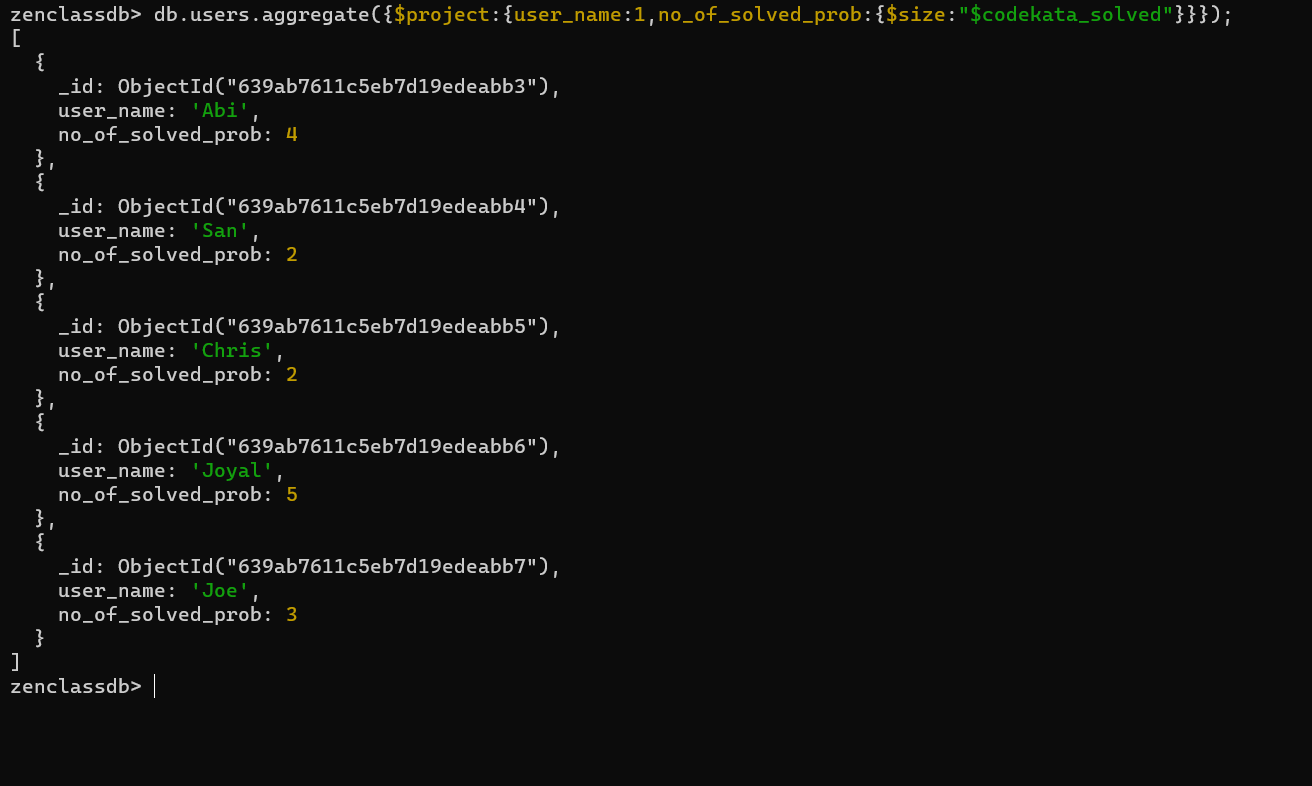 zenclassdb> db.users.aggregate({$project:{user_name:1,no_of_solved_prob:{$size:"$codekata_solved"}}});
[
  {
    _id: ObjectId("639ab7611c5eb7d19edeabb3"),
    user_name: 'Abi',
    no_of_solved_prob: 4
  },
  {
    _id: ObjectId("639ab7611c5eb7d19edeabb4"),
    user_name: 'San',
    no_of_solved_prob: 2
  },
  {
    _id: ObjectId("639ab7611c5eb7d19edeabb5"),
    user_name: 'Chris',
    no_of_solved_prob: 2
  },
  {
    _id: ObjectId("639ab7611c5eb7d19edeabb6"),
    user_name: 'Joyal',
    no_of_solved_prob: 5
  },
  {
    _id: ObjectId("639ab7611c5eb7d19edeabb7"),
    user_name: 'Joe',
    no_of_solved_prob: 3
  }
]
zenclassdb>